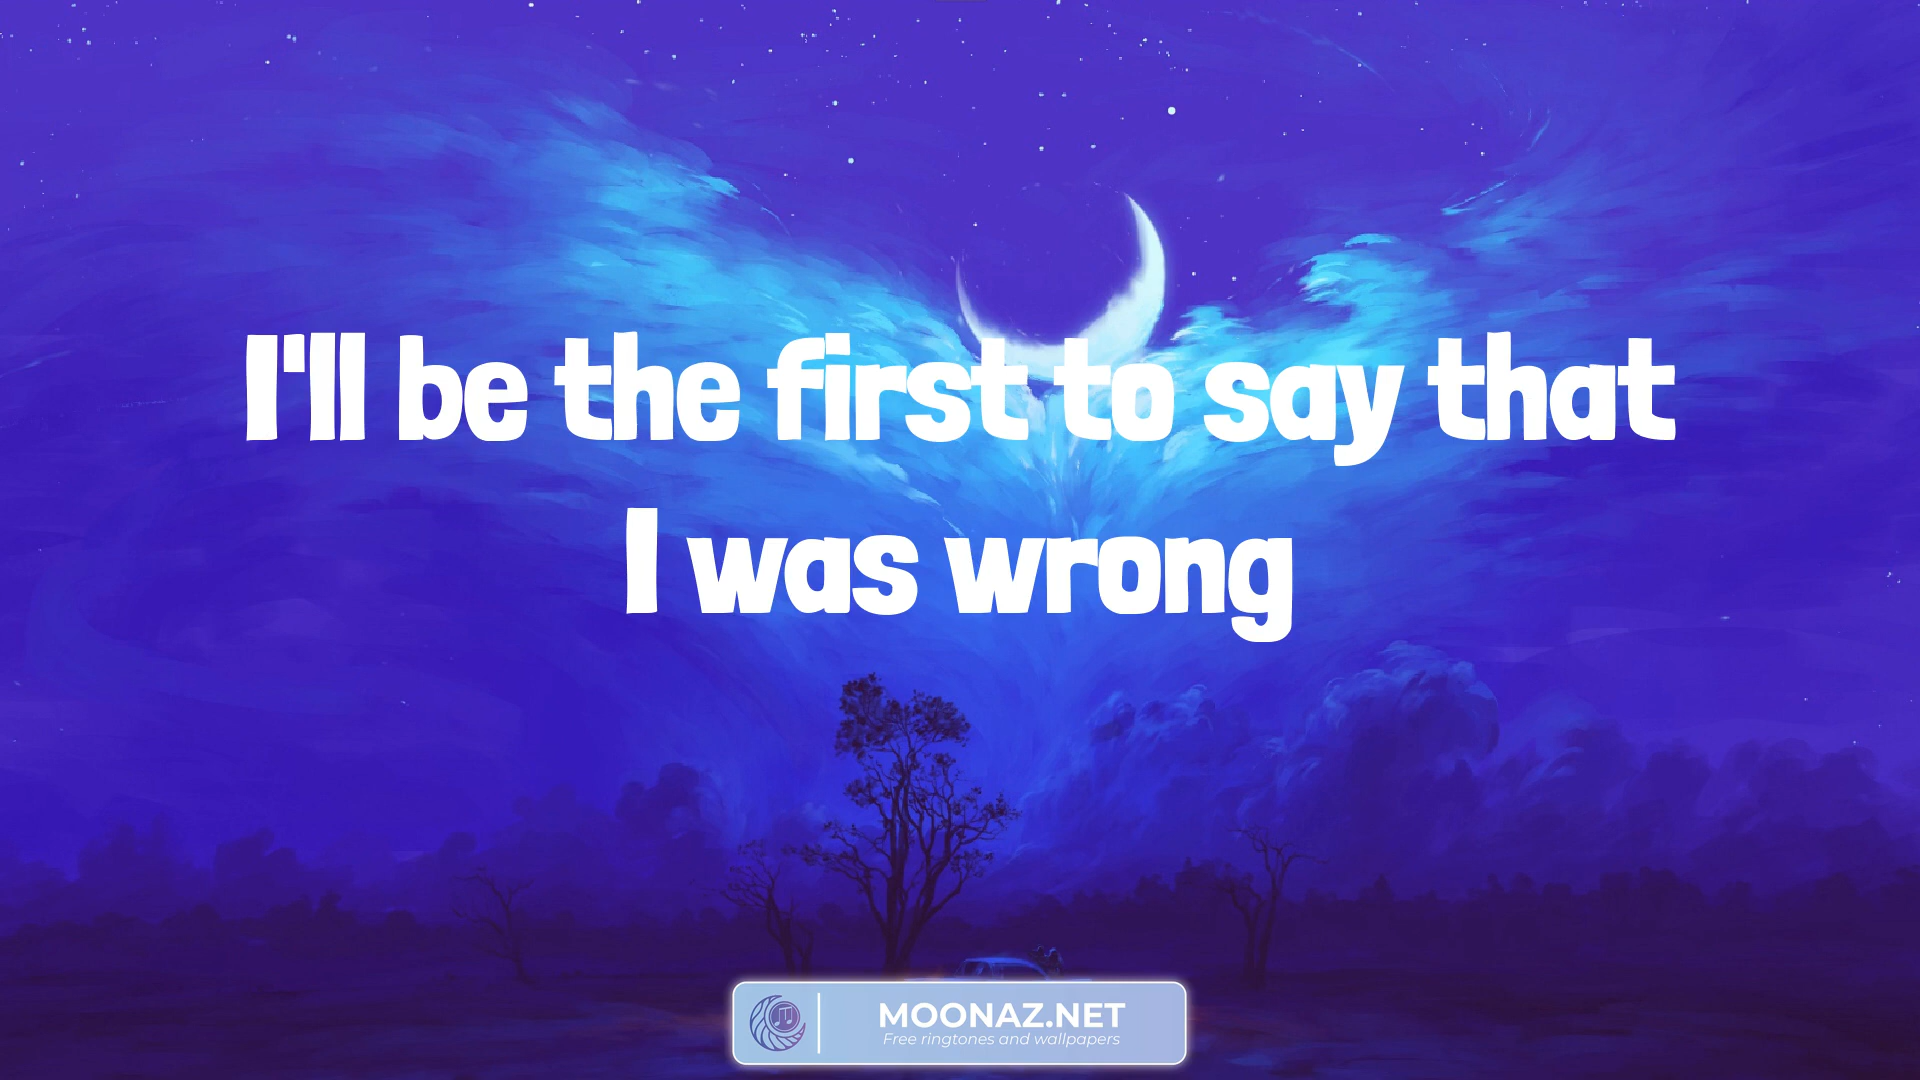 I'll be the first to say that
I was wrong
MOONAZ.NET
Free ringtones and wallpapers